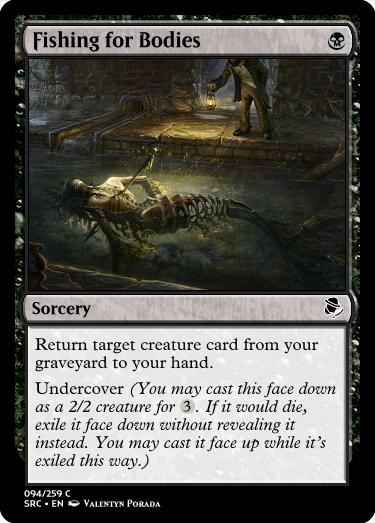 Fishing for Bodies
Sorcery
Return target creature card from your
graveyard to your hand.
Undercover (You may cast this face down
as a 2/2 creature for 3. If it would die,
exile it face down without revealing it
instead. You may cast it face up while it's
exiled this way.)
094/259 C
SRC • EN Valentyn Porada